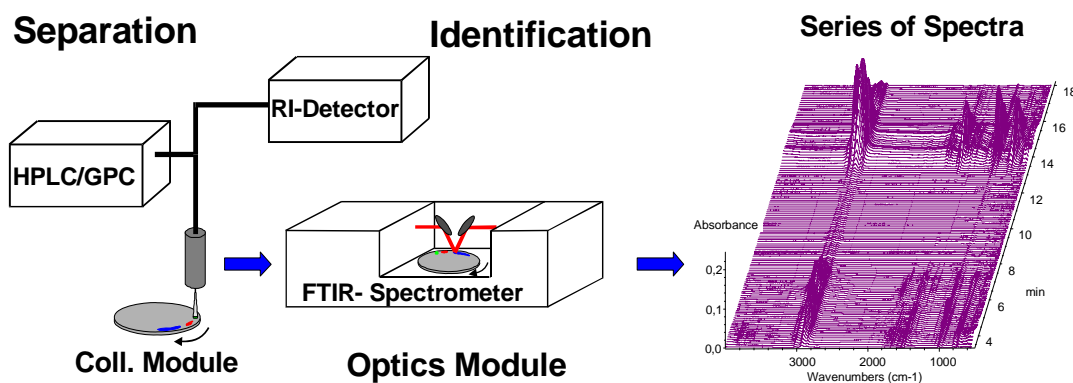 Separation
Identification
Series of Spectra
RI-Detector
HPLC/GPC
FTIR- Spectrometer
Coll. Module
Optics Module
Absorbance
0,2
0,1
0,0
3000
2000
1000
Wavenumbers (cm-1)
4
6
8
10
12
14
16
18
min